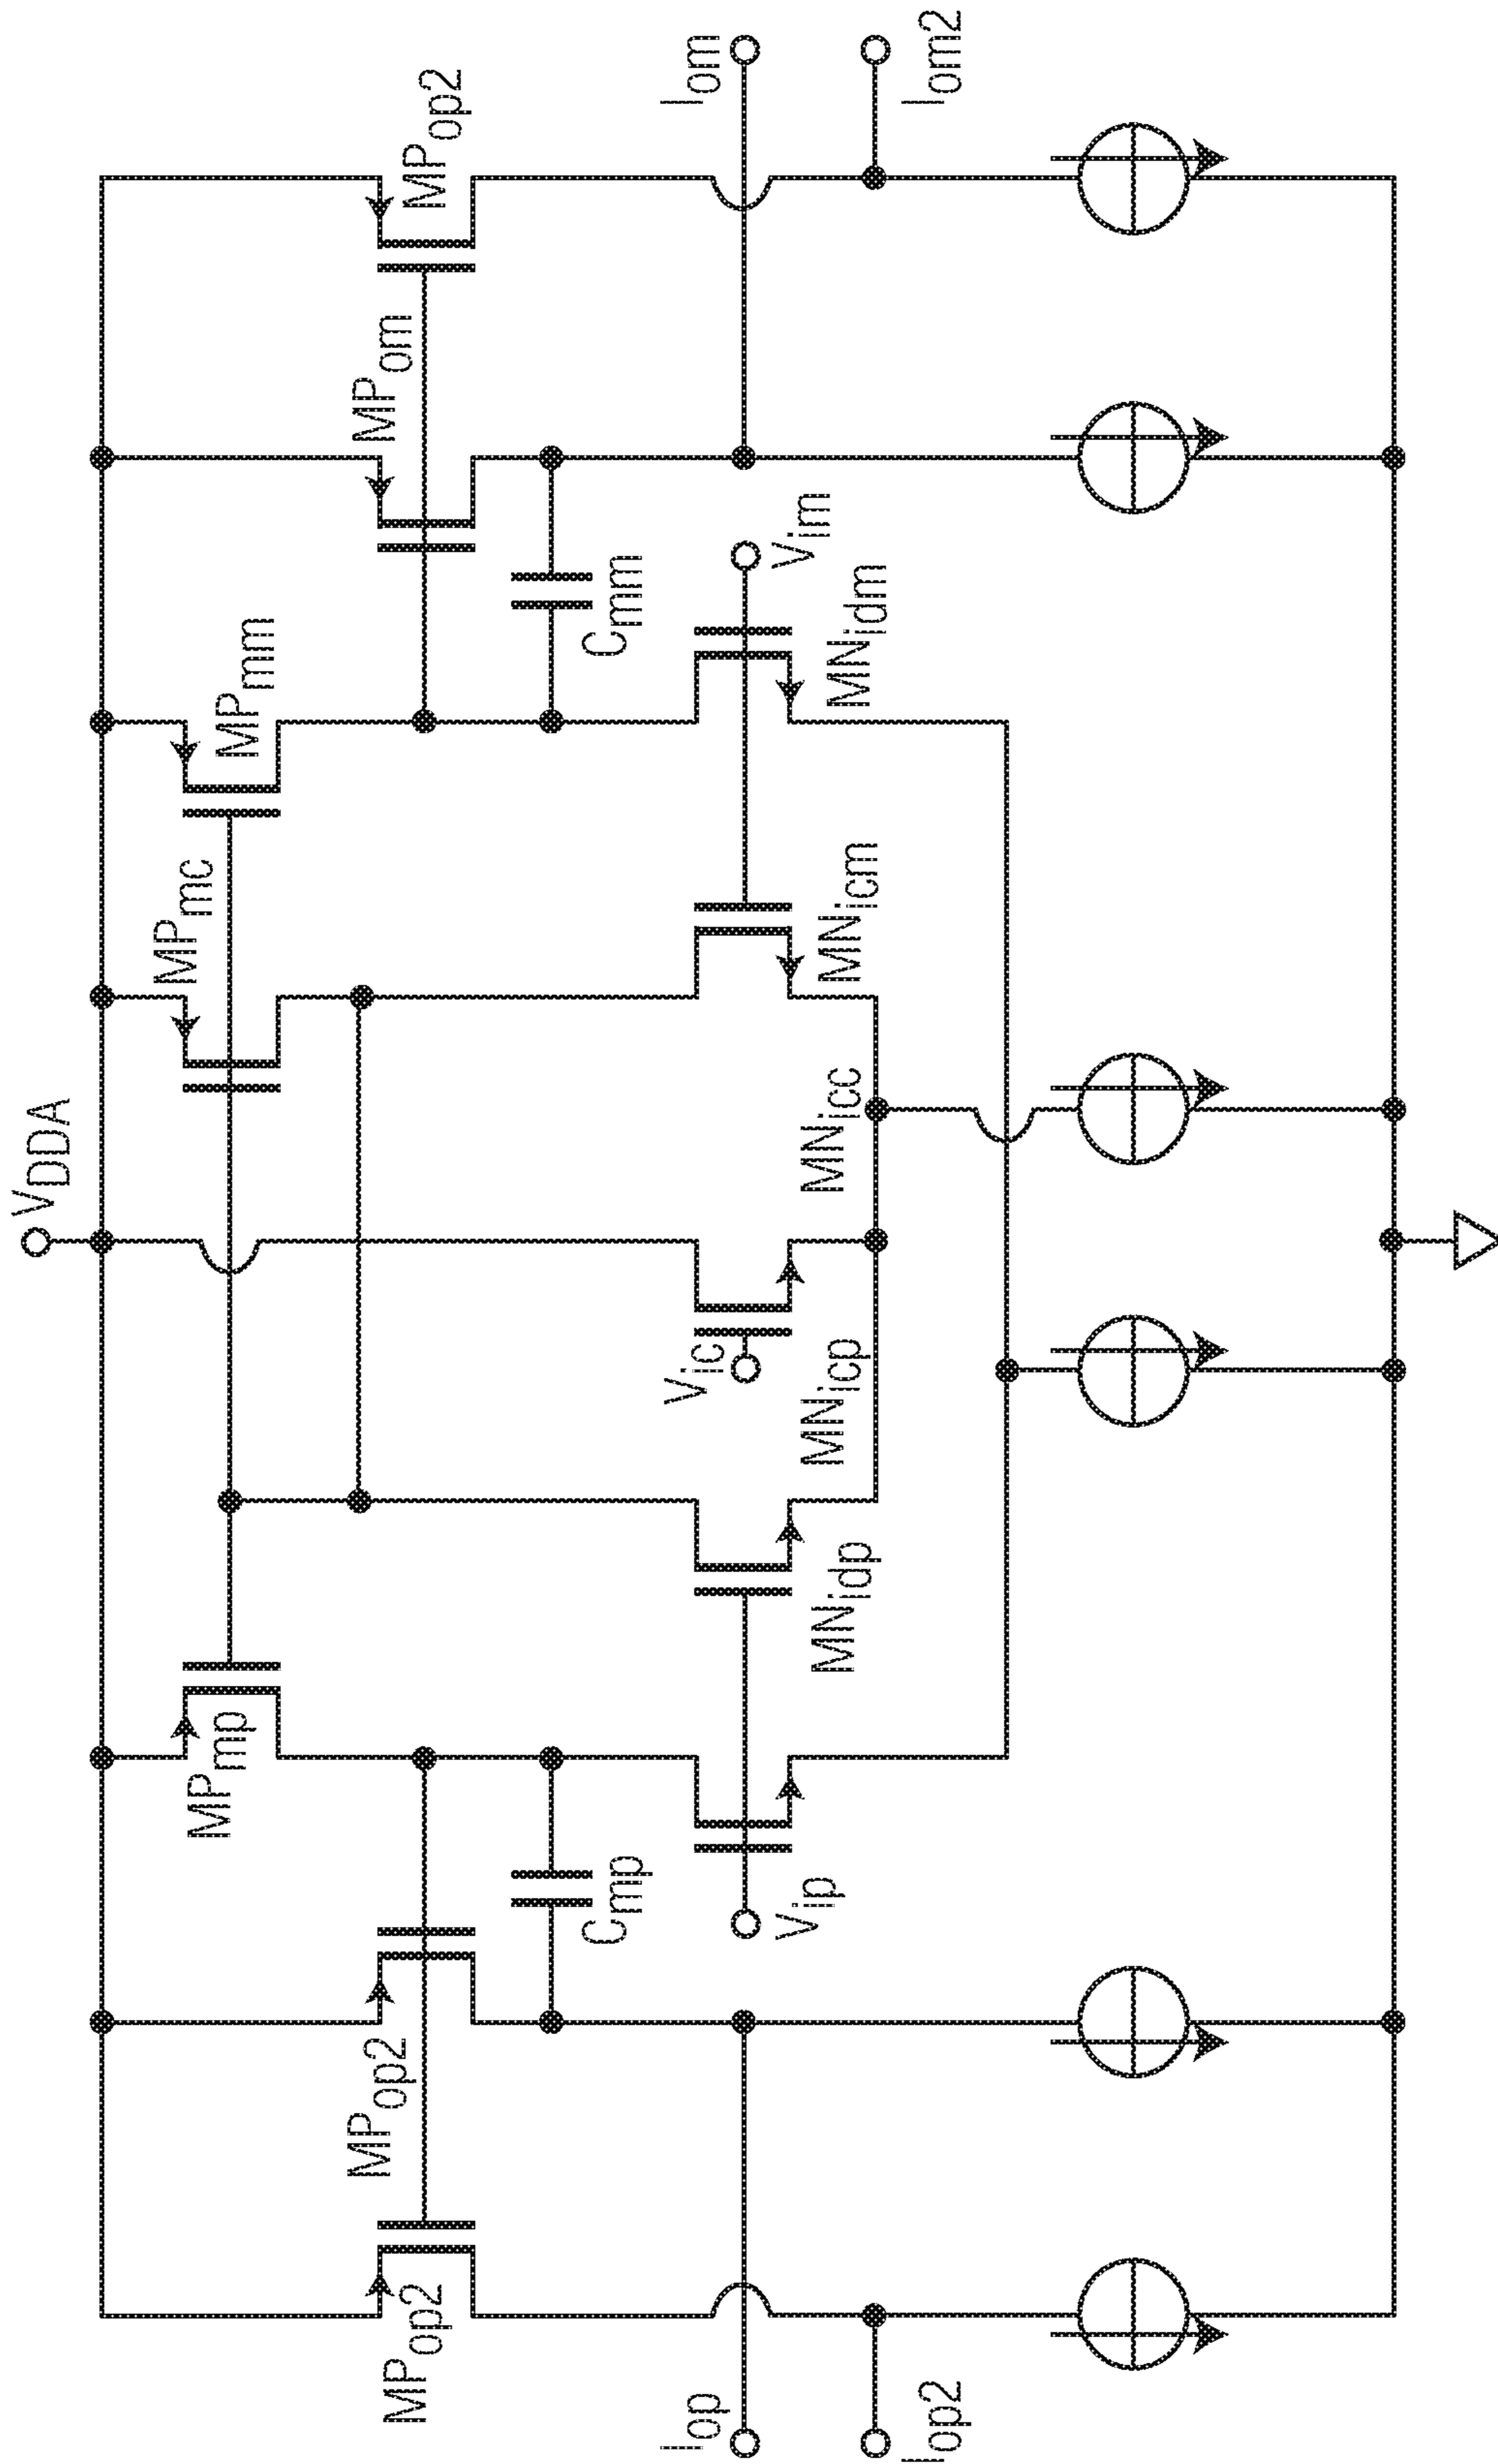 V_DDA
MP_mp
MP_mc
MP_mm
MP_op2
MP_op2
MP_om
MP_op2
C_mp
C_mm
I_op
V_ic
I_om
V_ip
V_im
MN_idp
MN_icp
MN_icc
MN_icm
MN_idm
I_op2
I_om2